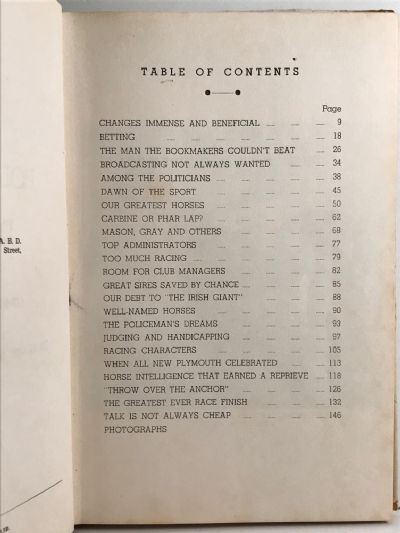 A. B. D.
Street,
TABLE OF CONTENTS
Page
CHANGES IMMENSE AND BENEFICIAL .... .... .... 9
BETTING .... .... .... .... .... .... .... 18
THE MAN THE BOOKMAKERS COULDN'T BEAT .... .... 26
BROADCASTING NOT ALWAYS WANTED .... .... .... 34
AMONG THE POLITICIANS .... .... .... .... .... 38
DAWN OF THE SPORT .... .... .... .... .... 45
OUR GREATEST HORSES .... .... .... .... .... 50
CARBINE OR PHAR LAP? .... .... .... .... .... 62
MASON, GRAY AND OTHERS .... .... .... .... 68
TOP ADMINISTRATORS .... .... .... .... .... 77
TOO MUCH RACING .... .... .... .... .... .... 79
ROOM FOR CLUB MANAGERS .... .... .... .... 82
GREAT SIRES SAVED BY CHANCE .... .... .... .... 85
OUR DEBT TO "THE IRISH GIANT" .... .... .... .... 88
WELL-NAMED HORSES .... .... .... .... .... 90
THE POLICEMAN'S DREAMS .... .... .... .... 93
JUDGING AND HANDICAPPING .... .... .... .... 97
RACING CHARACTERS .... .... .... .... .... 105
WHEN ALL NEW PLYMOUTH CELEBRATED .... .... 113
HORSE INTELLIGENCE THAT EARNED A REPRIEVE .... 118
"THROW OVER THE ANCHOR" .... .... .... .... 126
THE GREATEST EVER RACE FINISH .... .... .... 132
TALK IS NOT ALWAYS CHEAP .... .... .... .... 146
PHOTOGRAPHS